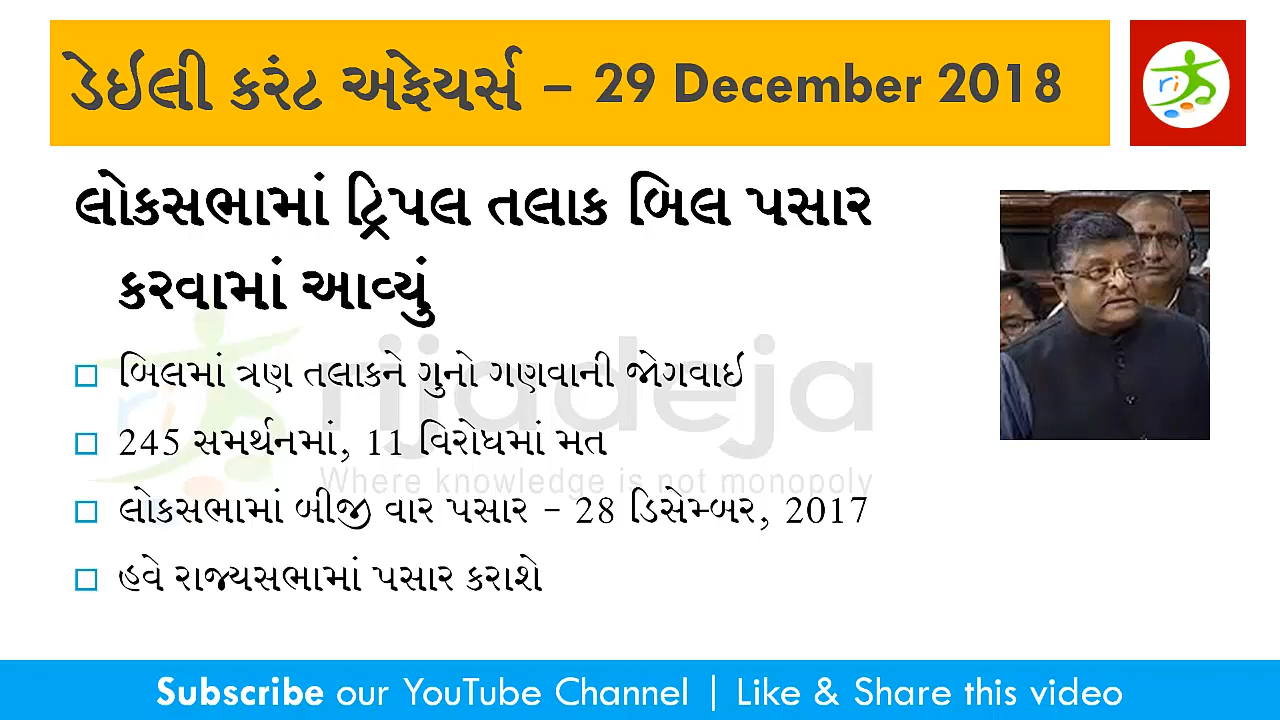 ડેઈલી કરંટ અફેયર્સ – 29 December 2018
ri
લોકસભામાં ટ્રિપલ તલાક બિલ પસાર
કરવામાં આવ્યું
બિલમાં ત્રણ તલાકને ગુનો ગણવાની જોગવાઈ
rijadeja
245 સમર્થનમાં, 11 વિરોધમાં મત
Where knowledge is not monopoly
લોકસભામાં બીજી વાર પસાર – 28 ડિસેમ્બર, 2017
હવે રાજ્યસભામાં પસાર કરાશે
Subscribe our YouTube Channel | Like & Share this video